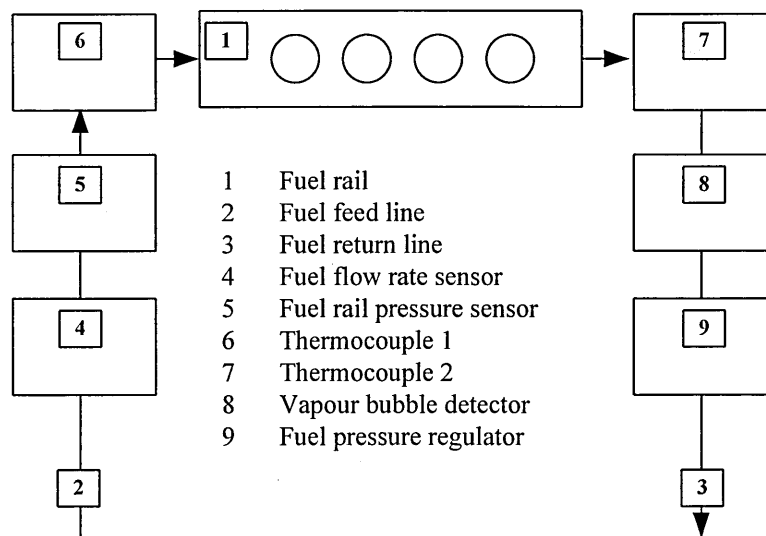 6
1
7
5
8
1 Fuel rail
2 Fuel feed line
3 Fuel return line
4 Fuel flow rate sensor
5 Fuel rail pressure sensor
6 Thermocouple 1
7 Thermocouple 2
8 Vapour bubble detector
9 Fuel pressure regulator
4
9
2
3